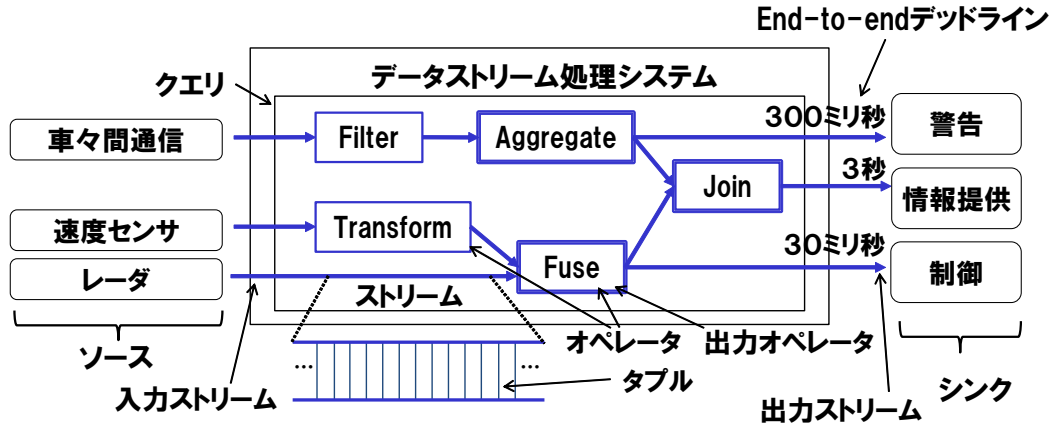 End-to-endデッドライン
クエリ
データストリーム処理システム
車々間通信
Filter
Aggregate
300ミリ秒
警告
Join
3秒
情報提供
速度センサ
Transform
レーダ
Fuse
30ミリ秒
制御
ストリーム
ソース
オペレータ
出力オペレータ
…
…
タプル
入力ストリーム
シンク
出力ストリーム